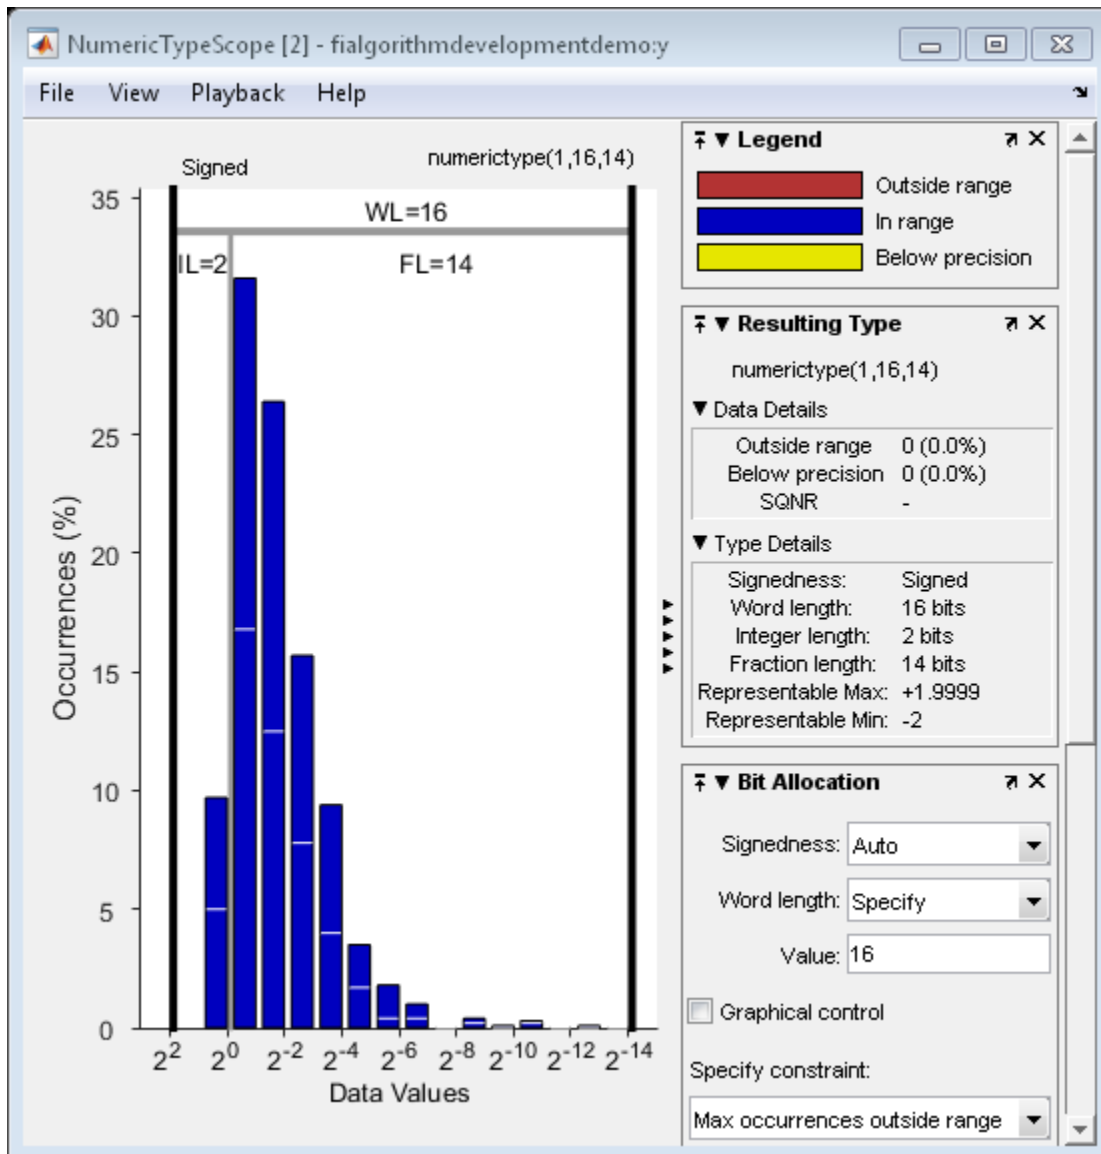 NumericTypeScope [2] - fialgorithmdevelopmentdemo:y
File View Playback Help
Signed numerictype(1,16,14)
WL=16
IL=2 FL=14
35
30
25
20
15
10
5
0
Occurrences (%)
2^2 2^0 2^-2 2^-4 2^-6 2^-8 2^-10 2^-12 2^-14
Data Values
Legend
Outside range
In range
Below precision
Resulting Type
numerictype(1,16,14)
Data Details
Outside range 0 (0.0%)
Below precision 0 (0.0%)
SQNR -
Type Details
Signedness: Signed
Word length: 16 bits
Integer length: 2 bits
Fraction length: 14 bits
Representable Max: +1.9999
Representable Min: -2
Bit Allocation
Signedness: Auto
Word length: Specify
Value: 16
Graphical control
Specify constraint:
Max occurrences outside range